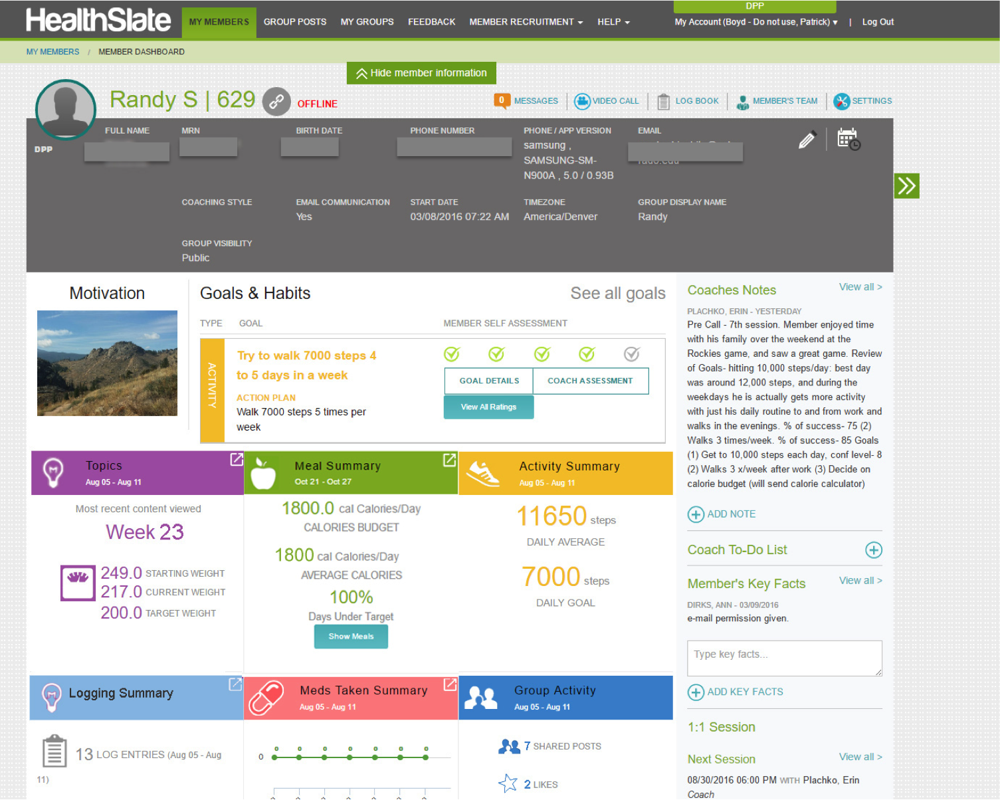 DPP
HealthSlate
MY MEMBERS
GROUP POSTS
MY GROUPS
FEEDBACK
MEMBER RECRUITMENT
HELP
My Account (Boyd - Do not use, Patrick)
|
Log Out
MY MEMBERS / MEMBER DASHBOARD
Hide member information
Randy S | 629
OFFLINE
0 MESSAGES
VIDEO CALL
LOG BOOK
MEMBER'S TEAM
SETTINGS
DPP
FULL NAME
MRN
BIRTH DATE
PHONE NUMBER
PHONE / APP VERSION
samsung ,
SAMSUNG-SM-
N900A , 5.0 / 0.93B
EMAIL
COACHING STYLE
EMAIL COMMUNICATION
Yes
START DATE
03/08/2016 07:22 AM
TIMEZONE
America/Denver
GROUP DISPLAY NAME
Randy
GROUP VISIBILITY
Public
Motivation
Goals & Habits
See all goals
TYPE
GOAL
MEMBER SELF ASSESSMENT
ACTIVITY
Try to walk 7000 steps 4
to 5 days in a week
ACTION PLAN
Walk 7000 steps 5 times per
week
GOAL DETAILS
COACH ASSESSMENT
View All Ratings
Topics
Aug 05 - Aug 11
Most recent content viewed
Week 23
249.0 STARTING WEIGHT
217.0 CURRENT WEIGHT
200.0 TARGET WEIGHT
Meal Summary
Oct 21 - Oct 27
1800.0 cal Calories/Day
CALORIES BUDGET
1800 cal Calories/Day
AVERAGE CALORIES
100%
Days Under Target
Show Meals
Activity Summary
Aug 05 - Aug 11
11650 steps
DAILY AVERAGE
7000 steps
DAILY GOAL
Logging Summary
13 LOG ENTRIES (Aug 05 - Aug
11)
Meds Taken Summary
Aug 05 - Aug 11
0 0 0 0 0 0 0
0
Group Activity
Aug 05 - Aug 11
7 SHARED POSTS
2 LIKES
Coaches Notes
View all >
PLACHKO, ERIN - YESTERDAY
Pre Call - 7th session. Member enjoyed time
with his family over the weekend at the
Rockies game, and saw a great game. Review
of Goals- hitting 10,000 steps/day: best day
was around 12,000 steps, and during the
weekdays he is actually gets more activity
with just his daily routine to and from work and
walks in the evenings. % of success- 75 (2)
Walks 3 times/week. % of success- 85 Goals
(1) Get to 10,000 steps each day, conf level- 8
(2) Walks 3 x/week after work (3) Decide on
calorie budget (will send calorie calculator)
ADD NOTE
Coach To-Do List
Member's Key Facts
View all >
DIRKS, ANN - 03/09/2016
e-mail permission given.
Type key facts...
ADD KEY FACTS
1:1 Session
Next Session
View all >
08/30/2016 06:00 PM WITH Plachko, Erin
Coach